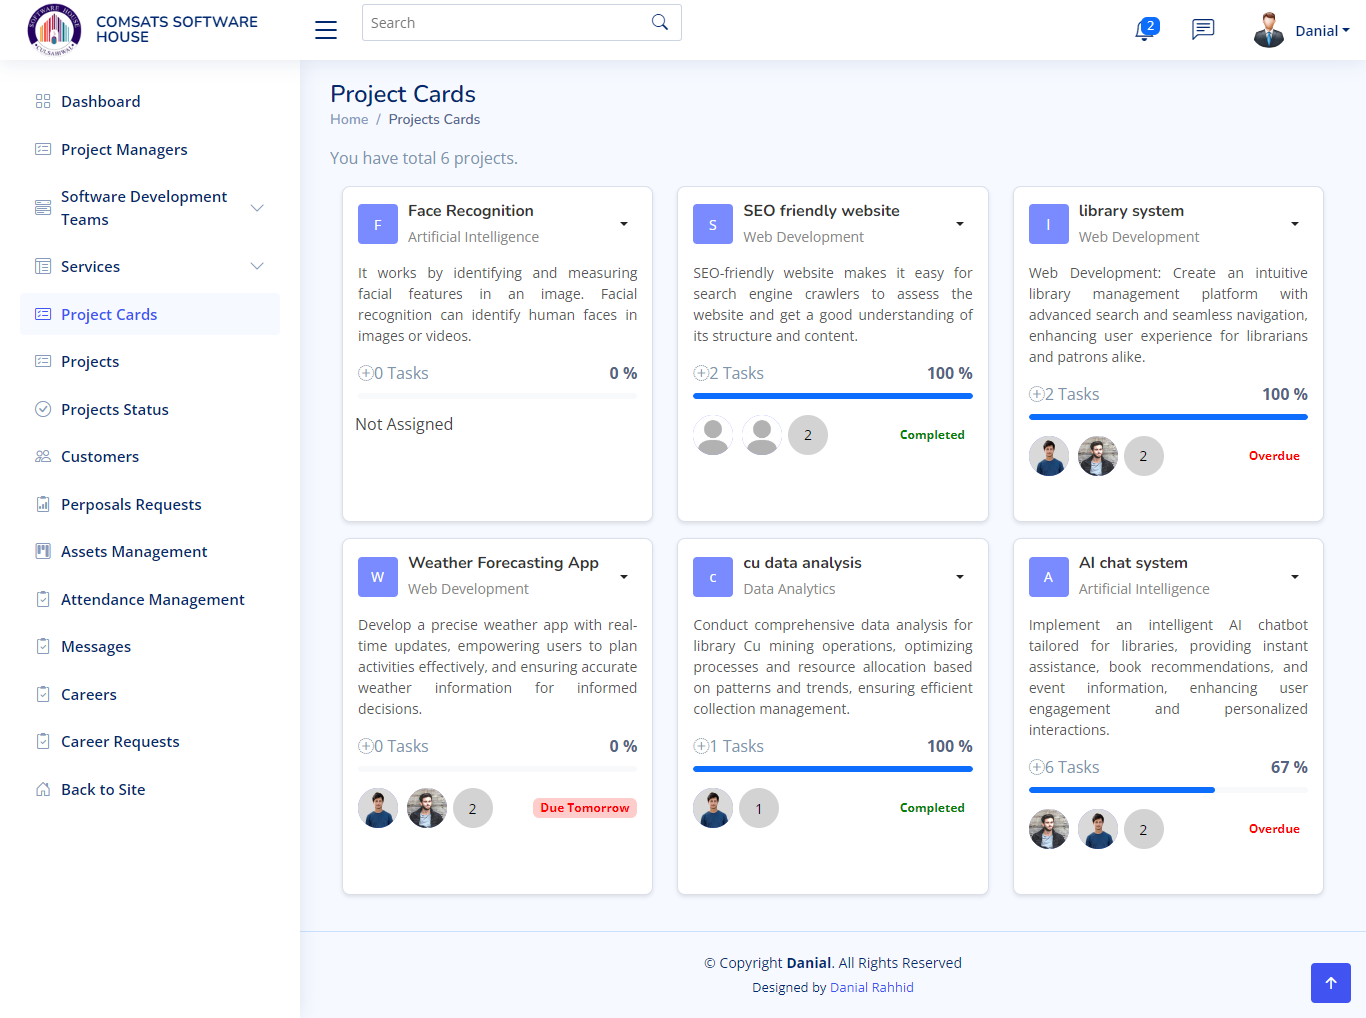 COMSATS SOFTWARE
HOUSE
Search
2
Danial
Dashboard
Project Managers
Software Development
Teams
Services
Project Cards
Projects
Projects Status
Customers
Perposals Requests
Assets Management
Attendance Management
Messages
Careers
Career Requests
Back to Site
Project Cards
Home / Projects Cards
You have total 6 projects.
F
Face Recognition
Artificial Intelligence
It works by identifying and measuring
facial features in an image. Facial
recognition can identify human faces in
images or videos.
0 Tasks 0 %
Not Assigned
S
SEO friendly website
Web Development
SEO-friendly website makes it easy for
search engine crawlers to assess the
website and get a good understanding of
its structure and content.
2 Tasks 100 %
2 Completed
l
library system
Web Development
Web Development: Create an intuitive
library management platform with
advanced search and seamless navigation,
enhancing user experience for librarians
and patrons alike.
2 Tasks 100 %
2 Overdue
W
Weather Forecasting App
Web Development
Develop a precise weather app with real-
time updates, empowering users to plan
activities effectively, and ensuring accurate
weather information for informed
decisions.
0 Tasks 0 %
2 Due Tomorrow
c
cu data analysis
Data Analytics
Conduct comprehensive data analysis for
library Cu mining operations, optimizing
processes and resource allocation based
on patterns and trends, ensuring efficient
collection management.
1 Tasks 100 %
1 Completed
A
AI chat system
Artificial Intelligence
Implement an intelligent AI chatbot
tailored for libraries, providing instant
assistance, book recommendations, and
event information, enhancing user
engagement and personalized
interactions.
6 Tasks 67 %
2 Overdue
© Copyright Danial. All Rights Reserved
Designed by Danial Rahhid